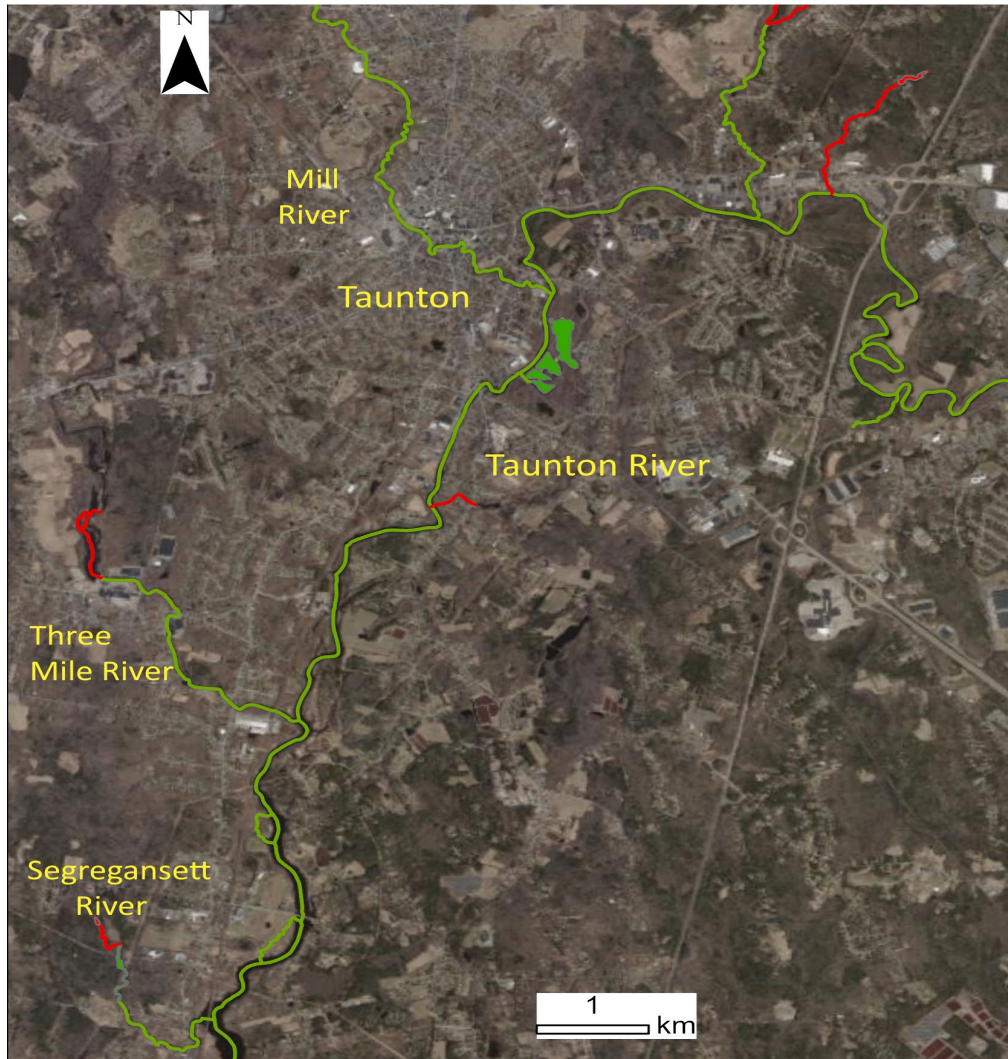 N
Mill
River
Taunton
Taunton River
Three
Mile River
Segregansett
River
1
km